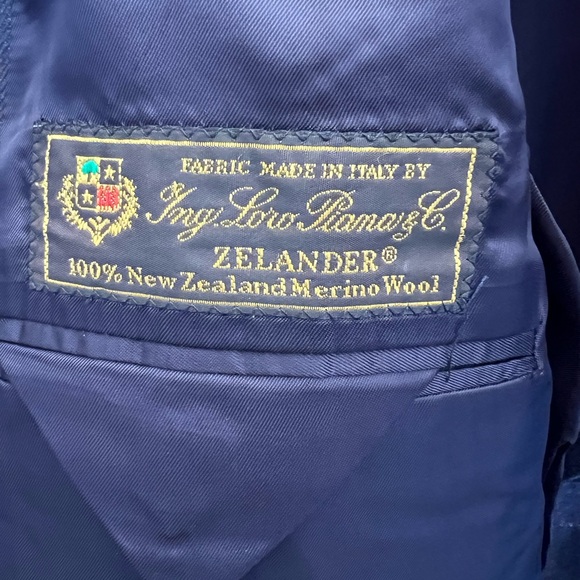 FABRIC MADE IN ITALY BY
Ing. Loro Piana & C.
ZELANDER®
100% New Zealand Merino Wool